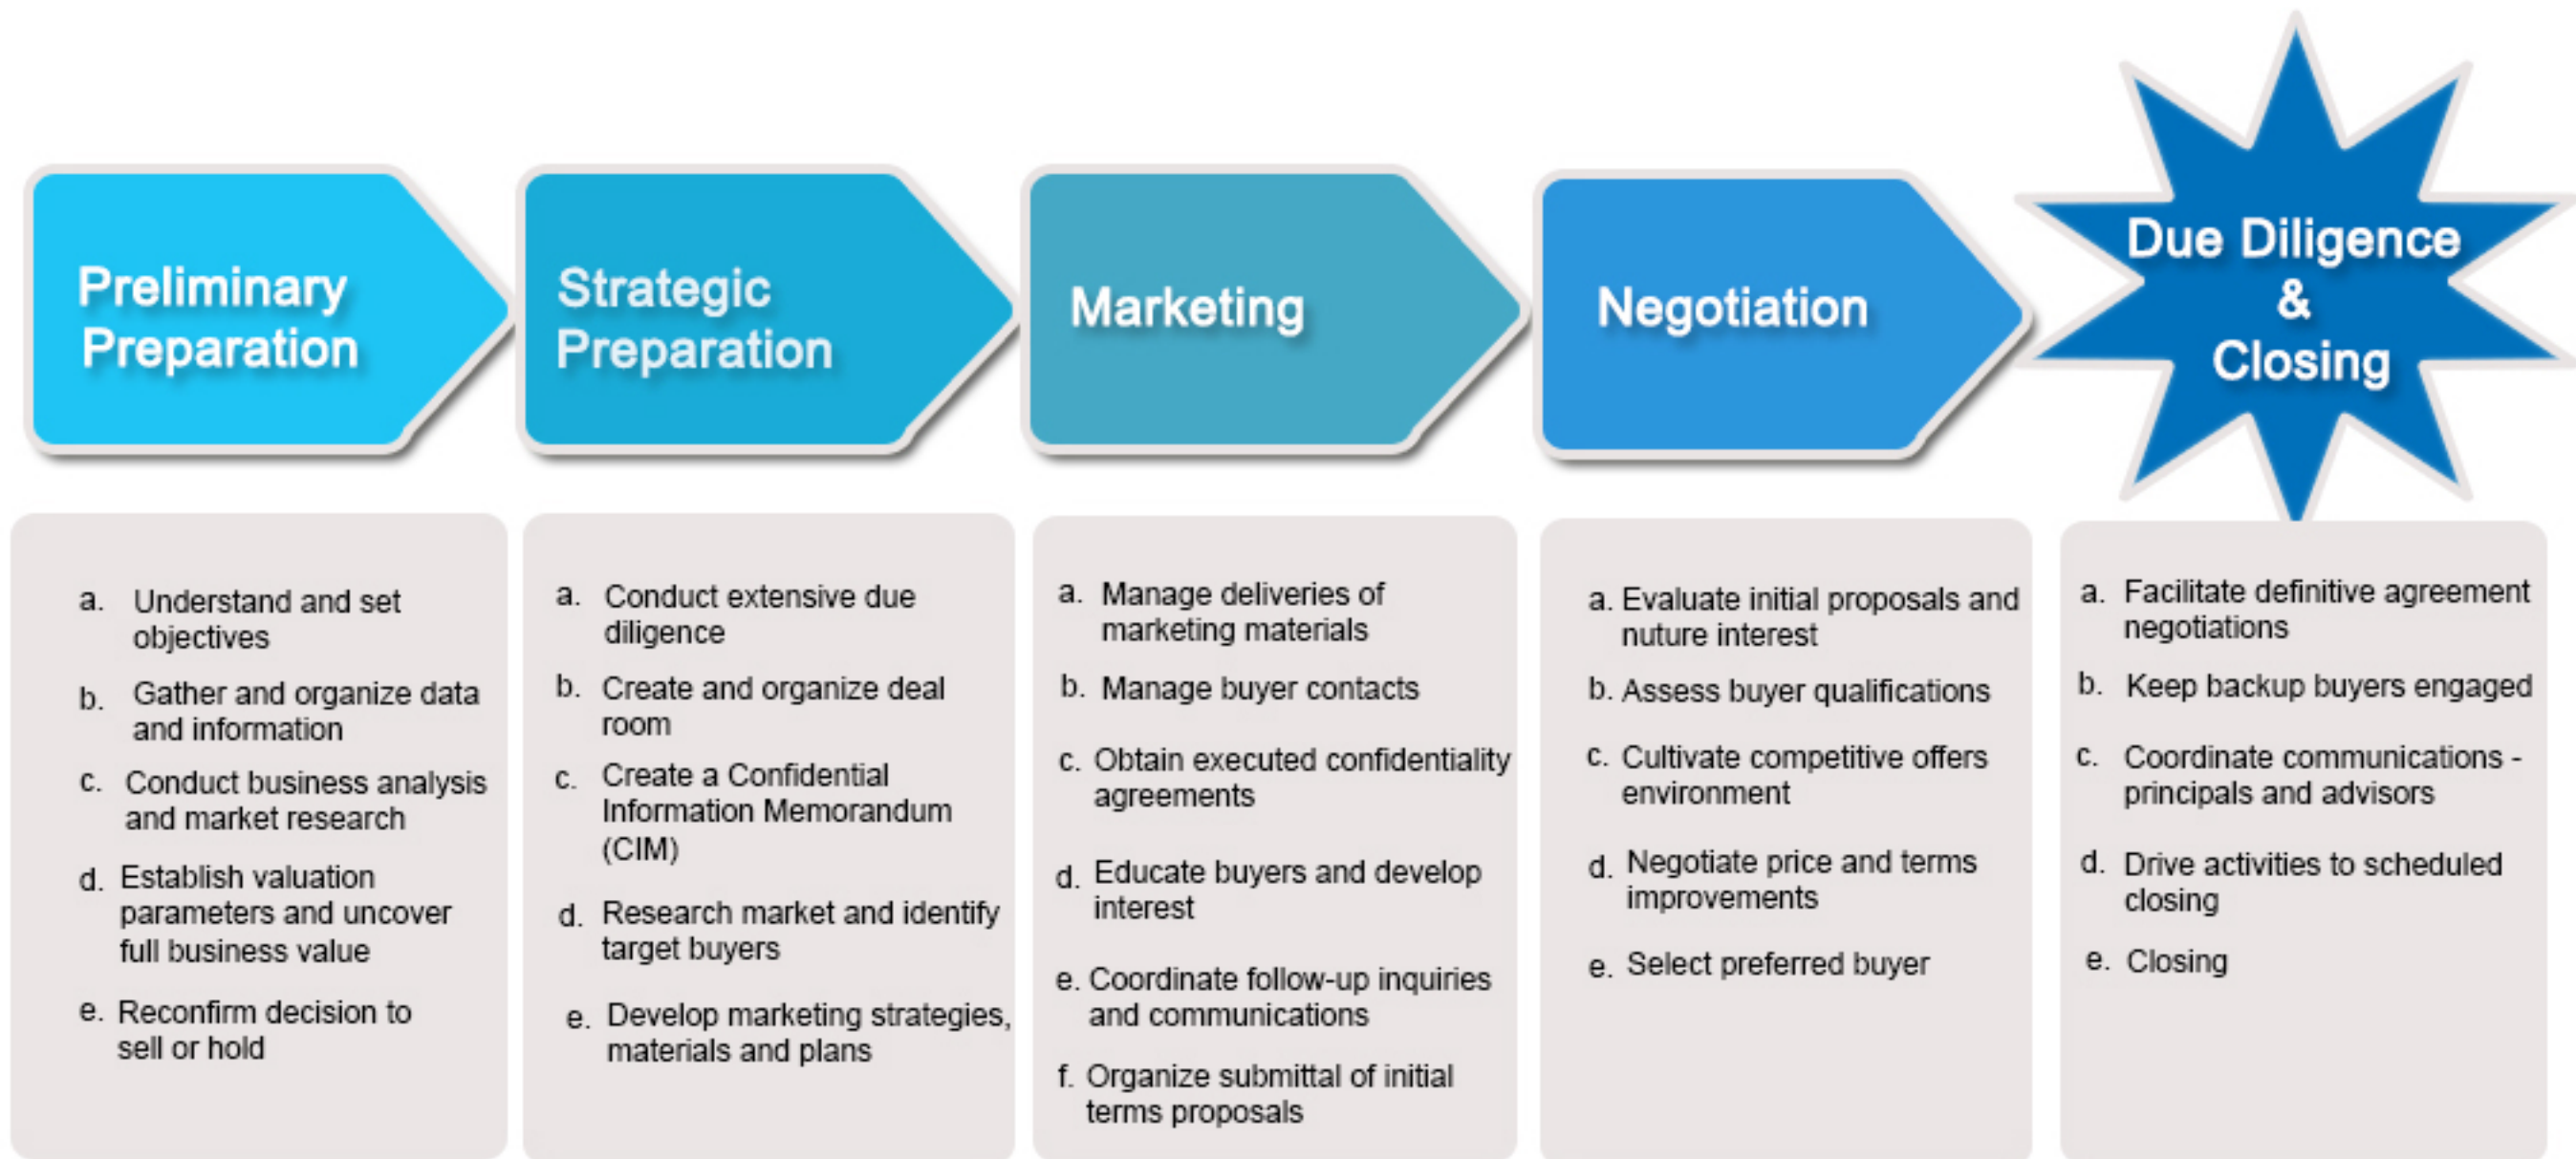 Preliminary
Preparation
Strategic
Preparation
Marketing
Negotiation
Due Diligence
&
Closing
a. Understand and set
objectives
b. Gather and organize data
and information
c. Conduct business analysis
and market research
d. Establish valuation
parameters and uncover
full business value
e. Reconfirm decision to
sell or hold
a. Conduct extensive due
diligence
b. Create and organize deal
room
c. Create a Confidential
Information Memorandum
(CIM)
d. Research market and identify
target buyers
e. Develop marketing strategies,
materials and plans
a. Manage deliveries of
marketing materials
b. Manage buyer contacts
c. Obtain executed confidentiality
agreements
d. Educate buyers and develop
interest
e. Coordinate follow-up inquiries
and communications
f. Organize submittal of initial
terms proposals
a. Evaluate initial proposals and
nuture interest
b. Assess buyer qualifications
c. Cultivate competitive offers
environment
d. Negotiate price and terms
improvements
e. Select preferred buyer
a. Facilitate definitive agreement
negotiations
b. Keep backup buyers engaged
c. Coordinate communications -
principals and advisors
d. Drive activities to scheduled
closing
e. Closing